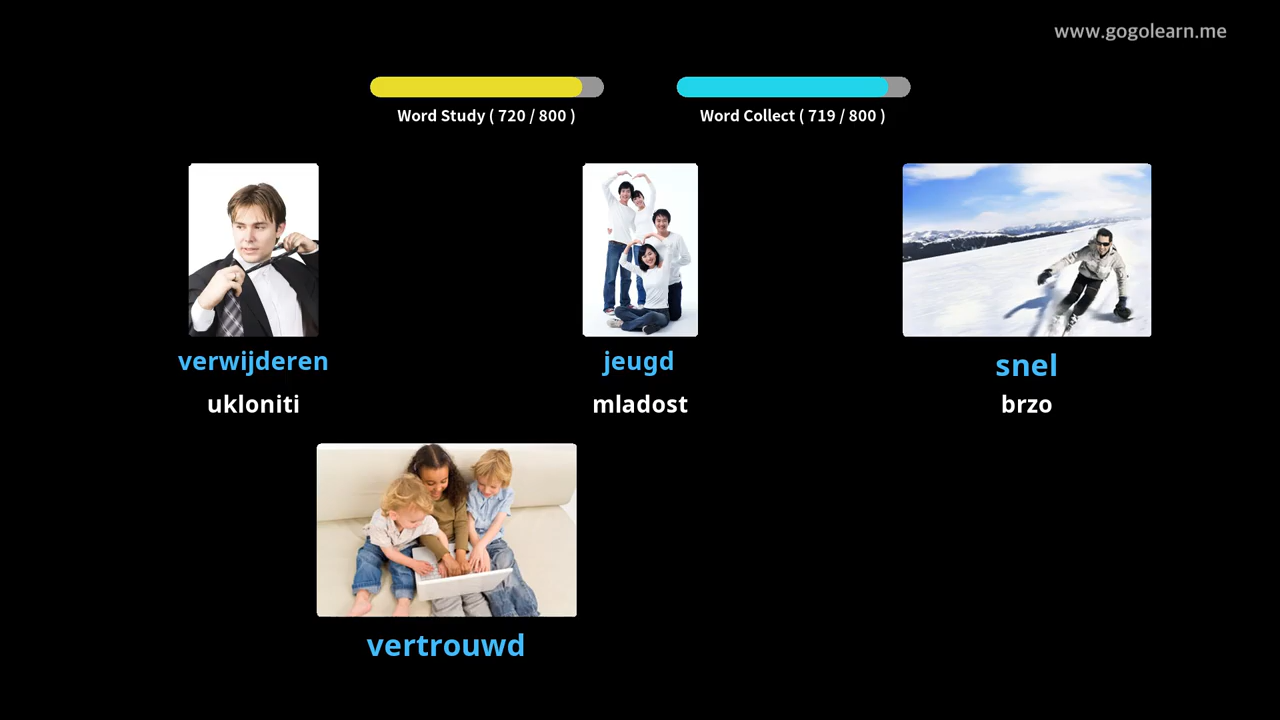 www.gogolearn.me
Word Study ( 720 / 800 )
Word Collect ( 719 / 800 )
verwijderen
jeugd
snel
ukloniti
mladost
brzo
vertrouwd